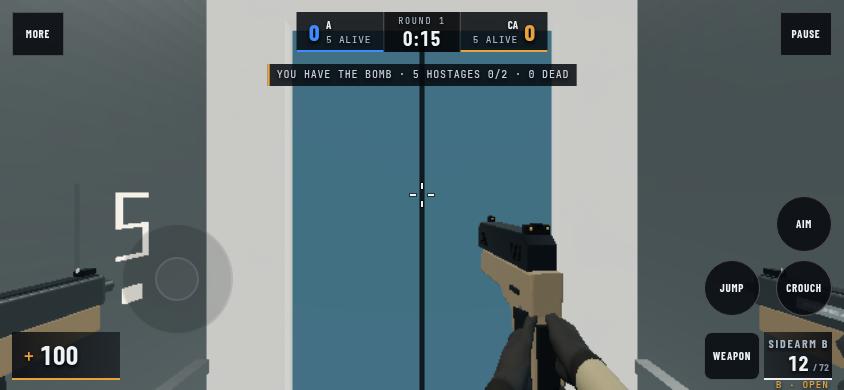 MORE
0
A
5 ALIVE
ROUND 1
0:15
CA
5 ALIVE
0
PAUSE
YOU HAVE THE BOMB · 5 HOSTAGES 0/2 · 0 DEAD
5
AIM
JUMP
CROUCH
+ 100
WEAPON
SIDEARM B
12 / 72
B · OPEN